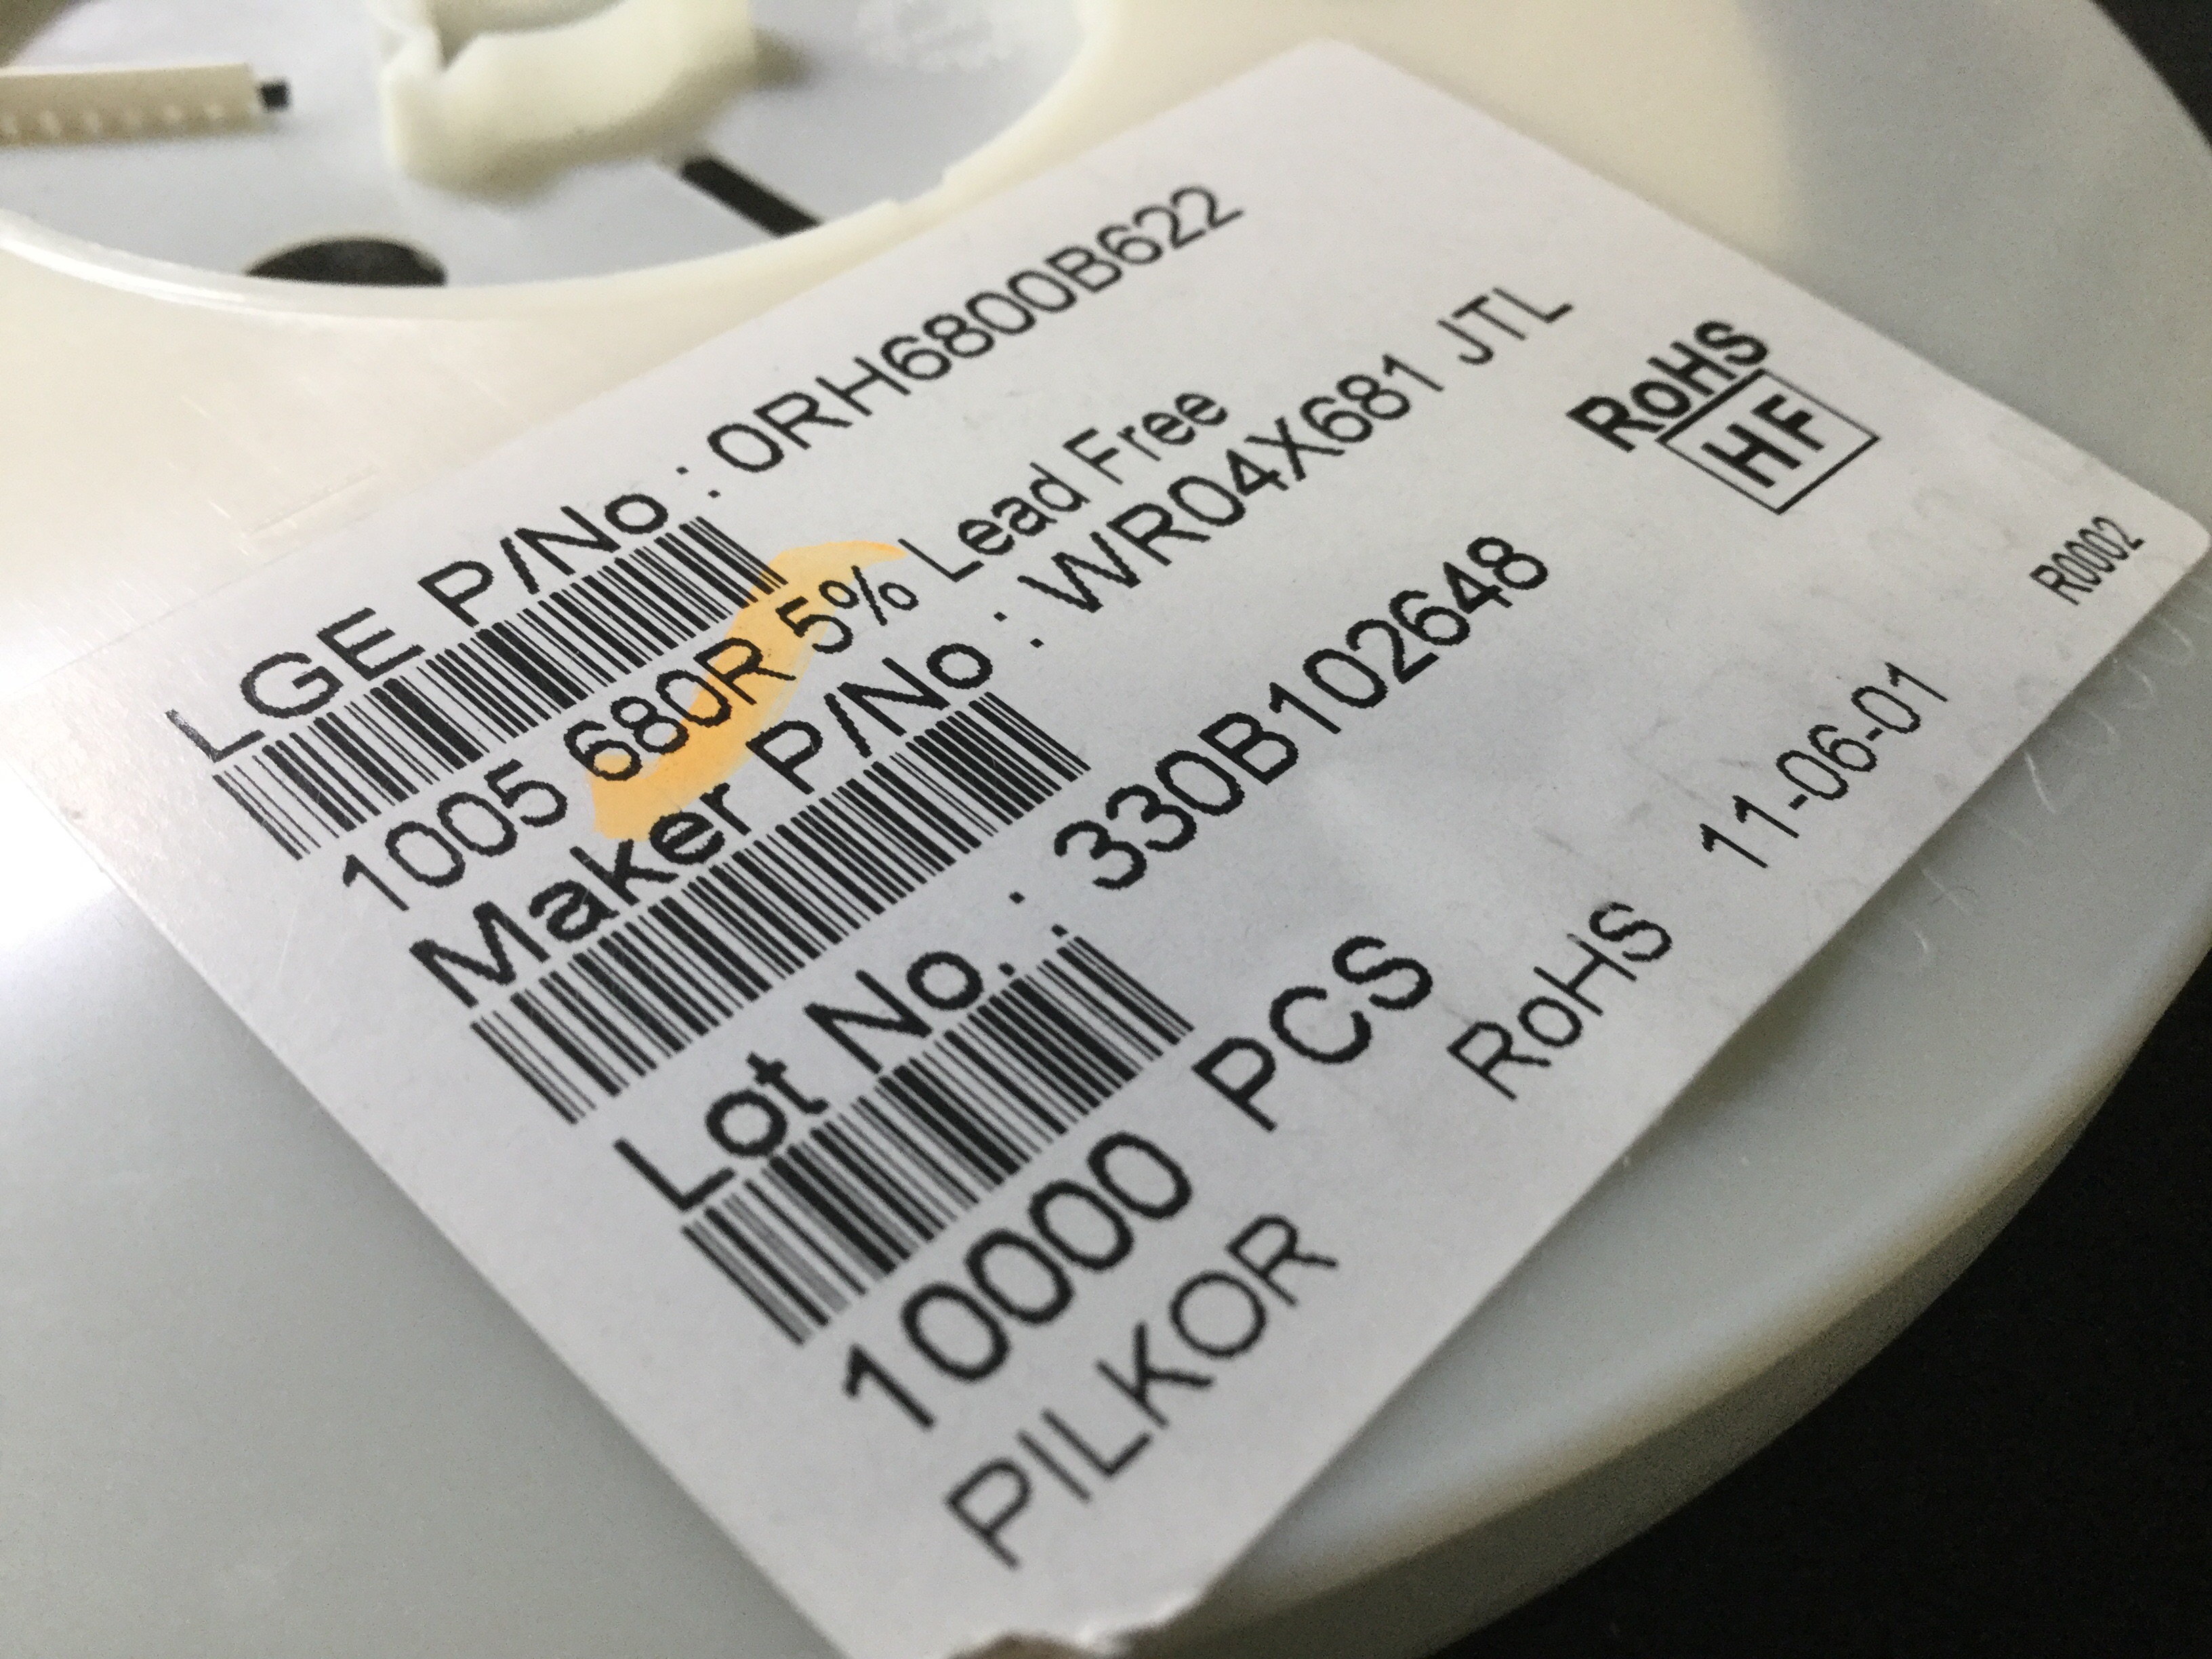 LGE P/No : 0RH6800B622
1005 680R 5% Lead Free
Maker P/No : WR04X681 JTL
RoHS
HF
Lot No. : 330B102648
10000 PCS
R00002
PILKOR RoHS 11-06-01